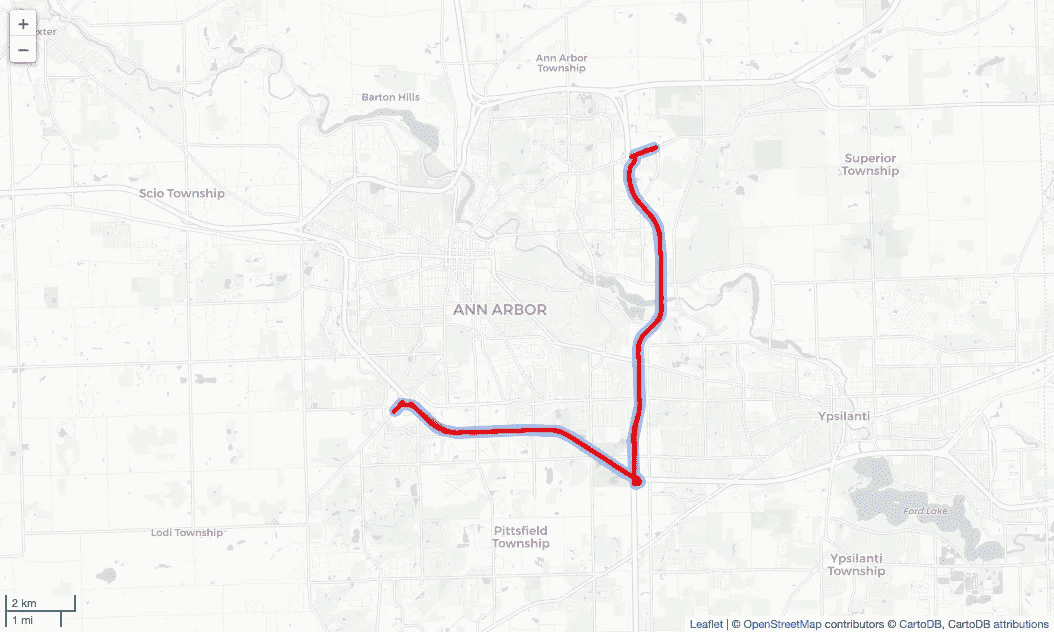 +
−
Ann Arbor
Township
Barton Hills
Superior
Township
Scio Township
ANN ARBOR
Ypsilanti
Ford Lake
Lodi Township
Pittsfield
Township
Ypsilanti
Township
2 km
1 mi
Leaflet | © OpenStreetMap contributors © CartoDB, CartoDB attributions